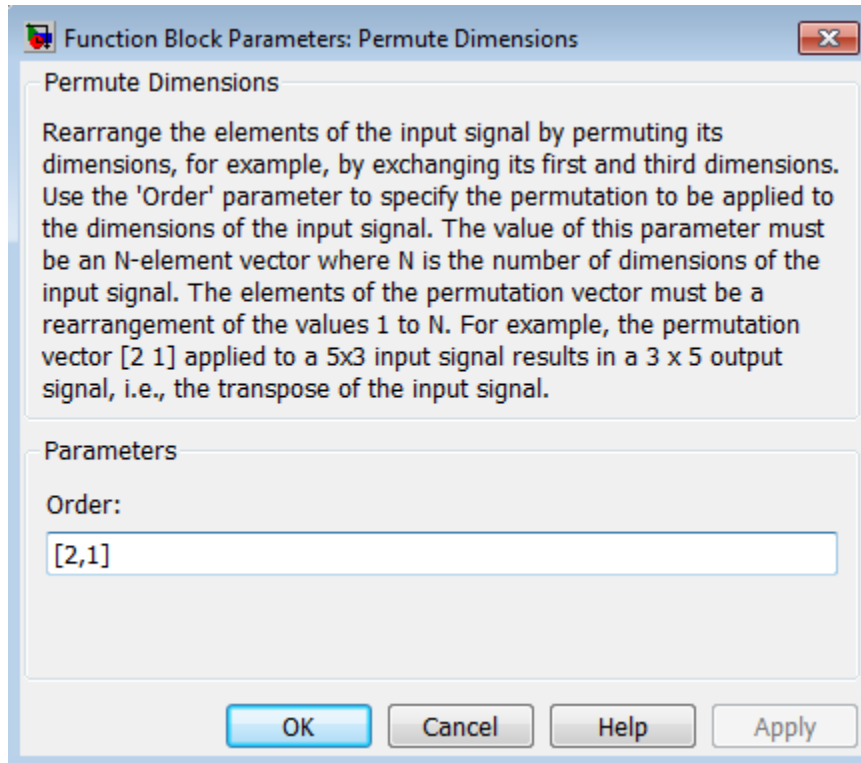 Function Block Parameters: Permute Dimensions
Permute Dimensions
Rearrange the elements of the input signal by permuting its
dimensions, for example, by exchanging its first and third dimensions.
Use the 'Order' parameter to specify the permutation to be applied to
the dimensions of the input signal. The value of this parameter must
be an N-element vector where N is the number of dimensions of the
input signal. The elements of the permutation vector must be a
rearrangement of the values 1 to N. For example, the permutation
vector [2 1] applied to a 5x3 input signal results in a 3 x 5 output
signal, i.e., the transpose of the input signal.
Parameters
Order:
[2,1]
OK Cancel Help Apply